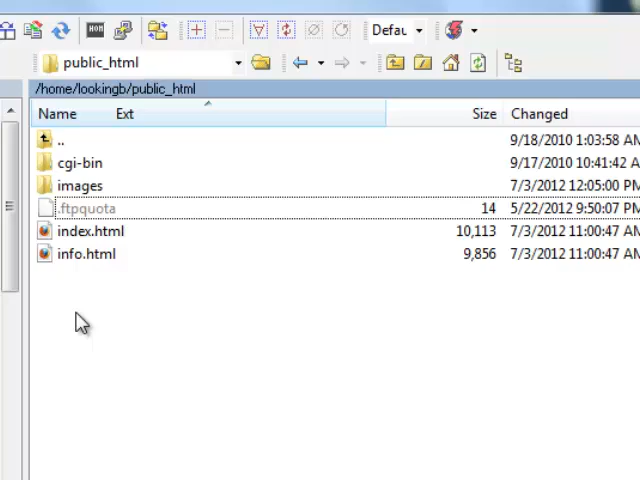 Defau
public_html
/home/lookingb/public_html
Name Ext Size Changed
.. 9/18/2010 1:03:58 AM
cgi-bin 9/17/2010 10:41:42 A
images 7/3/2012 12:05:00 PM
.ftpquota 14 5/22/2012 9:50:07 PM
index.html 10,113 7/3/2012 11:00:47 AM
info.html 9,856 7/3/2012 11:00:47 AM